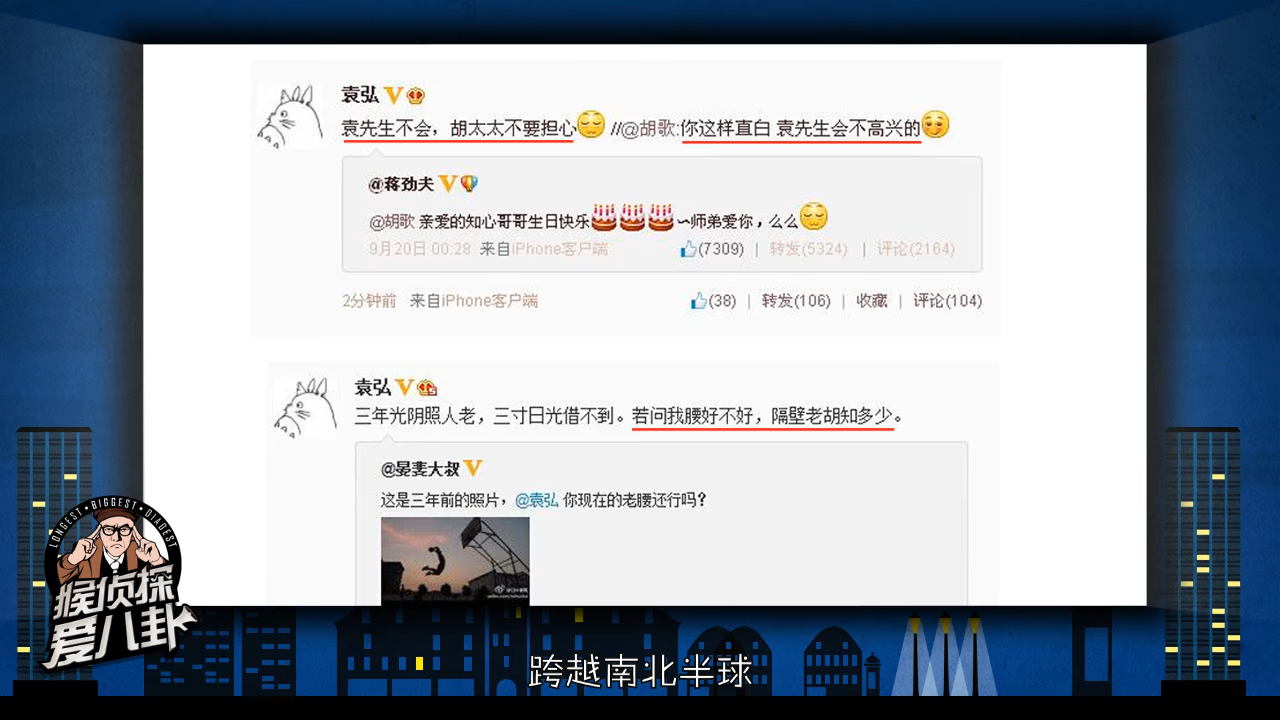 袁弘
袁先生不会，胡太太不要担心 //@胡歌:你这样直白 袁先生会不高兴的
@蒋劲夫
@胡歌 亲爱的知心哥哥生日快乐 ~师弟爱你，么么
9月20日 00:28 来自iPhone客户端 (7309) | 转发(5324) | 评论(2164)
2分钟前 来自iPhone客户端 (38) | 转发(106) | 收藏 | 评论(104)
袁弘
三年光阴照人老，三寸日光借不到。若问我腰好不好，隔壁老胡知多少。
@晏斐大叔
这是三年前的照片，@袁弘 你现在的老腰还行吗？
LONGEST·BIGGEST·DIAOEST
猴侦探
爱八卦
跨越南北半球